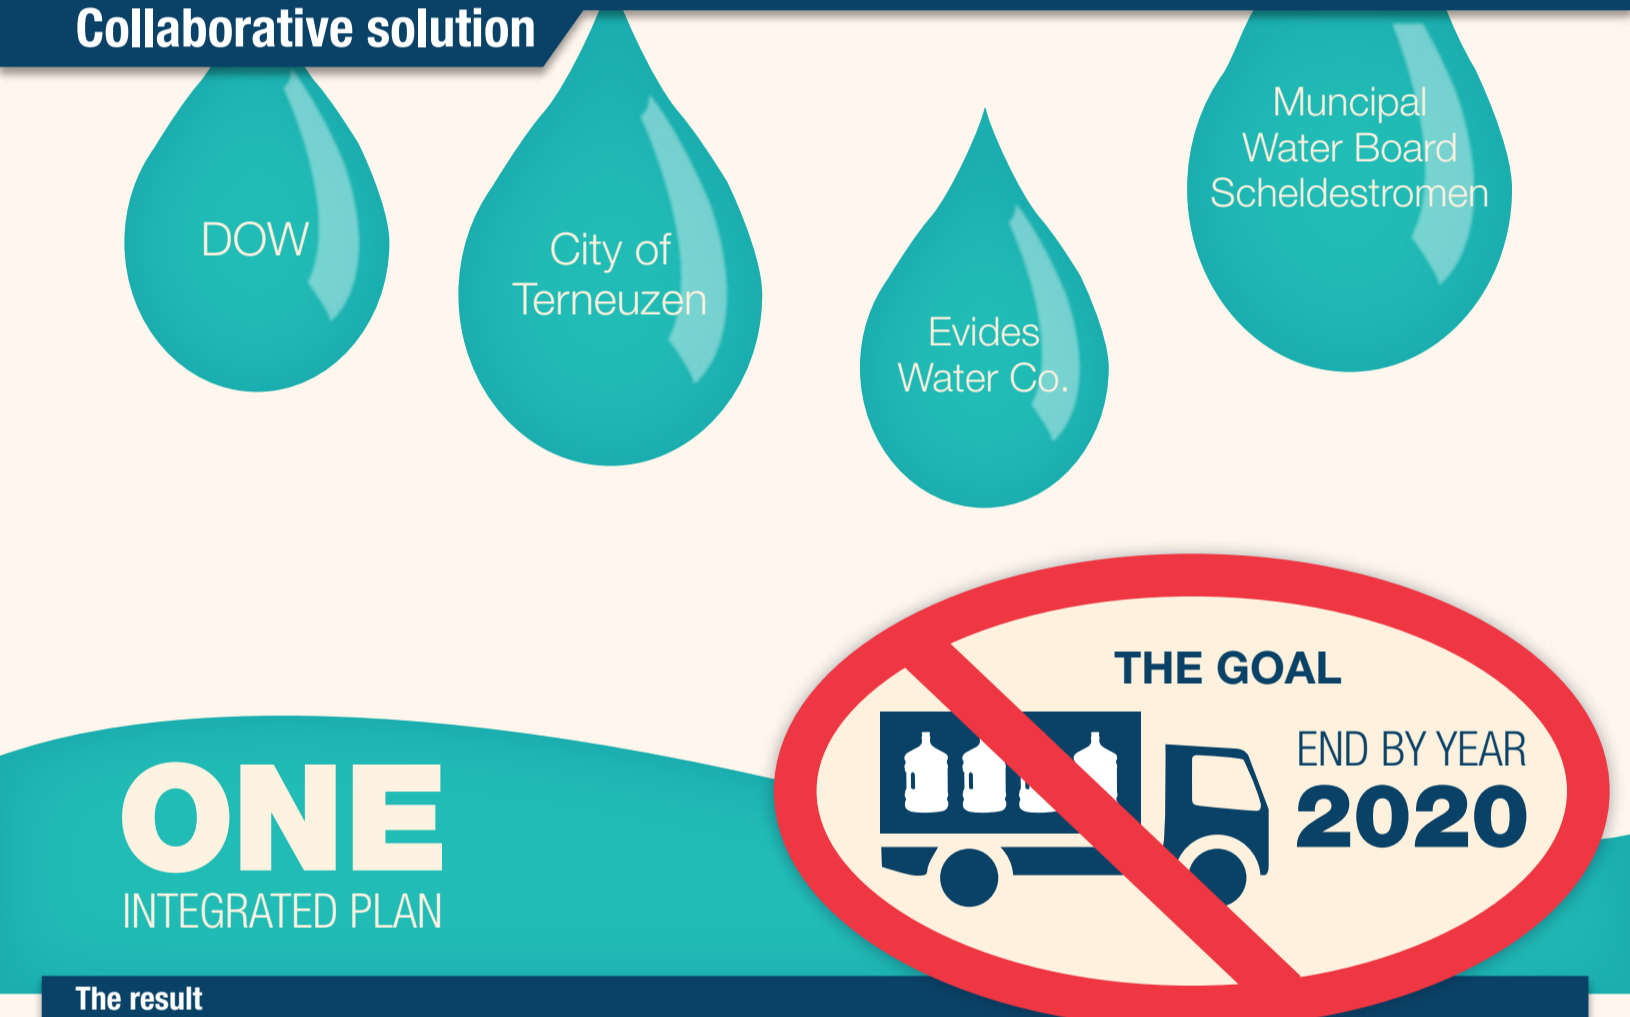 Collaborative solution
DOW
City of
Terneuzen
Evides
Water Co.
Muncipal
Water Board
Scheldestromen
THE GOAL
END BY YEAR
2020
ONE
INTEGRATED PLAN
The result